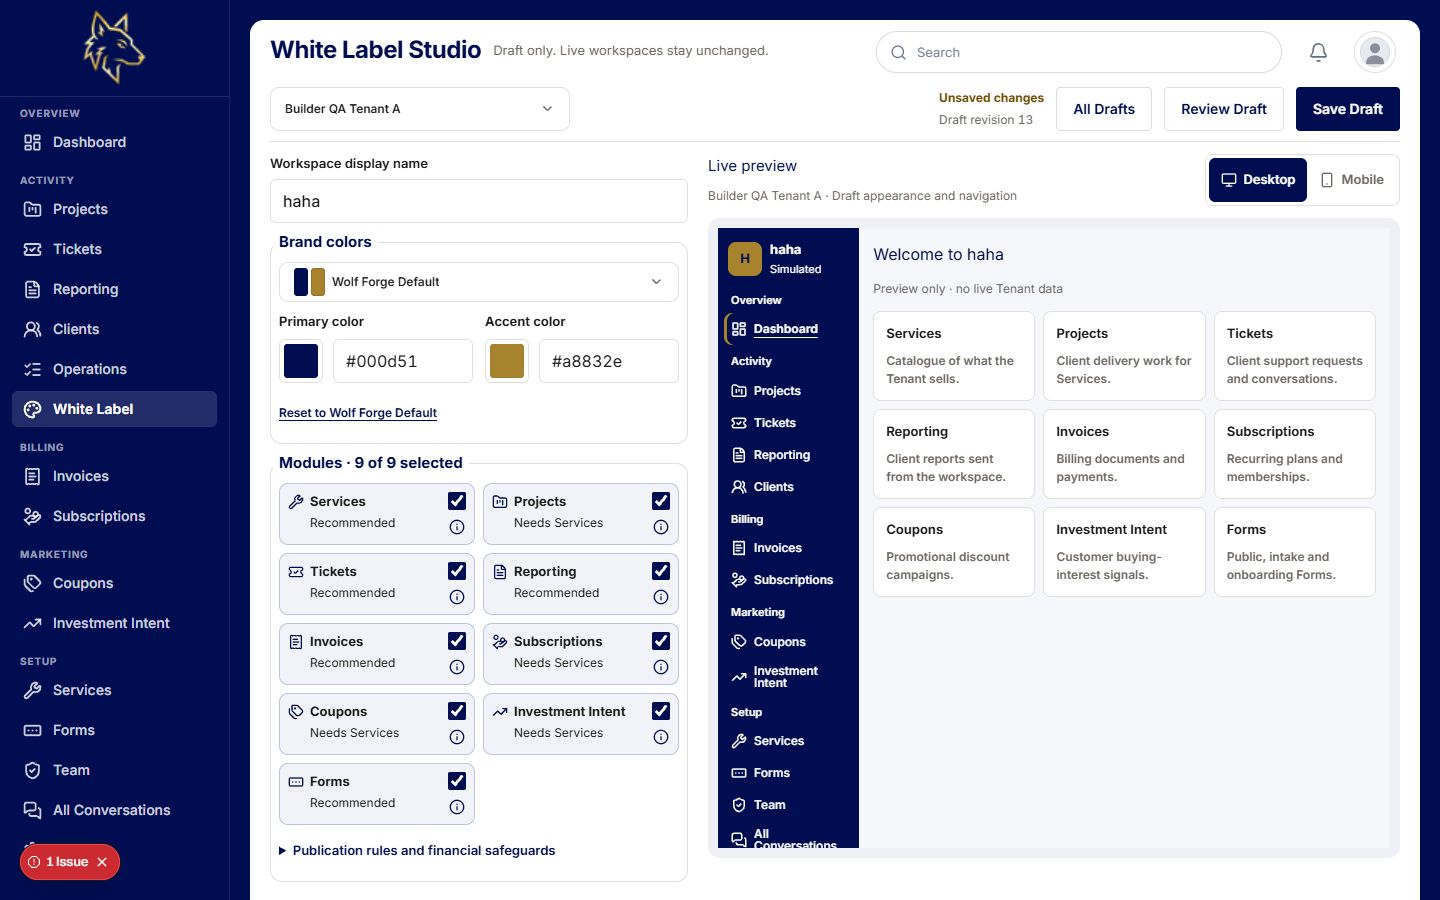 OVERVIEW
Dashboard
ACTIVITY
Projects
Tickets
Reporting
Clients
Operations
White Label
BILLING
Invoices
Subscriptions
MARKETING
Coupons
Investment Intent
SETUP
Services
Forms
Team
All Conversations
1 Issue
White Label Studio
Draft only. Live workspaces stay unchanged.
Search
Builder QA Tenant A
Unsaved changes
Draft revision 13
All Drafts
Review Draft
Save Draft
Workspace display name
haha
Brand colors
Wolf Forge Default
Primary color
Accent color
#000d51
#a8832e
Reset to Wolf Forge Default
Modules · 9 of 9 selected
Services
Recommended
Projects
Needs Services
Tickets
Recommended
Reporting
Recommended
Invoices
Recommended
Subscriptions
Needs Services
Coupons
Needs Services
Investment Intent
Needs Services
Forms
Recommended
Publication rules and financial safeguards
Live preview
Builder QA Tenant A · Draft appearance and navigation
Desktop
Mobile
H
haha
Simulated
Overview
Dashboard
Activity
Projects
Tickets
Reporting
Clients
Billing
Invoices
Subscriptions
Marketing
Coupons
Investment
Intent
Setup
Services
Forms
Team
All
Conversations
Welcome to haha
Preview only · no live Tenant data
Services
Catalogue of what the
Tenant sells.
Projects
Client delivery work for
Services.
Tickets
Client support requests
and conversations.
Reporting
Client reports sent
from the workspace.
Invoices
Billing documents and
payments.
Subscriptions
Recurring plans and
memberships.
Coupons
Promotional discount
campaigns.
Investment Intent
Customer buying-
interest signals.
Forms
Public, intake and
onboarding Forms.